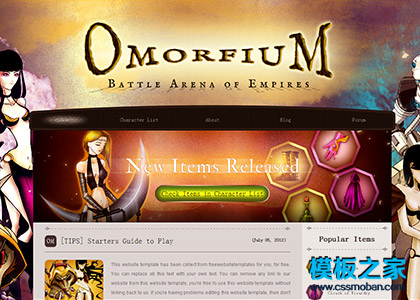 OMORFIUM
BATTLE ARENA OF EMPIRES
Character List About Blog Forum
New Items Released
Check Items in Character List
OM [TIPS] Starters Guide to Play (July 05, 2012)
Popular Items
This website template has been collected from freewebsitetemplates for you, for free.
You can replace all this text with your own text. You can remove any link to our
website from this website template, you're free to use this website template without
linking back to us. If you're having problems editing this website template, then don't
模板之家
www.cssmoban.com